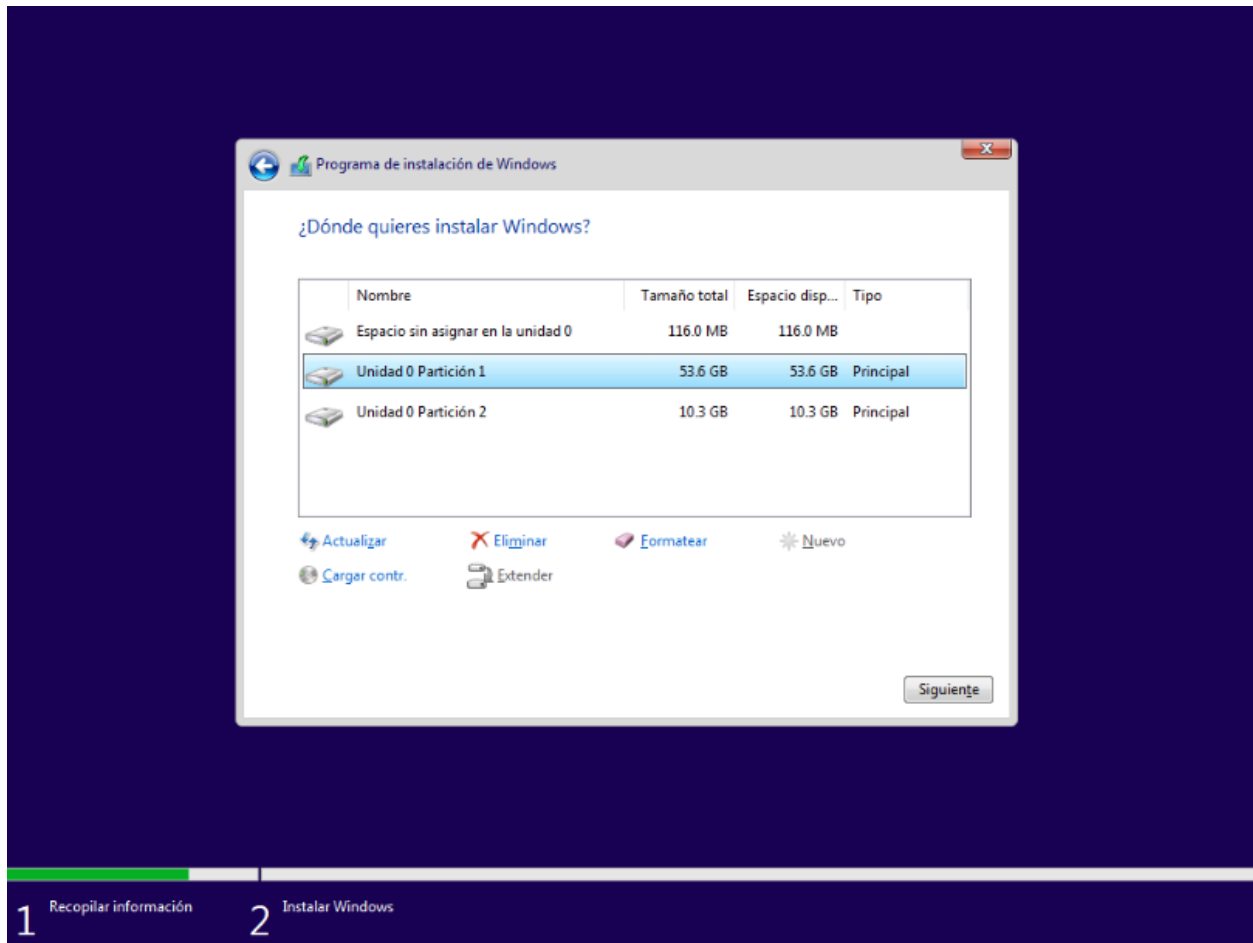 Programa de instalación de Windows
x
¿Dónde quieres instalar Windows?
Nombre Tamaño total Espacio disp... Tipo
Espacio sin asignar en la unidad 0 116.0 MB 116.0 MB
Unidad 0 Partición 1 53.6 GB 53.6 GB Principal
Unidad 0 Partición 2 10.3 GB 10.3 GB Principal
Actualizar Eliminar Formatear Nuevo
Cargar contr. Extender
Siguiente
1 Recopilar información 2 Instalar Windows